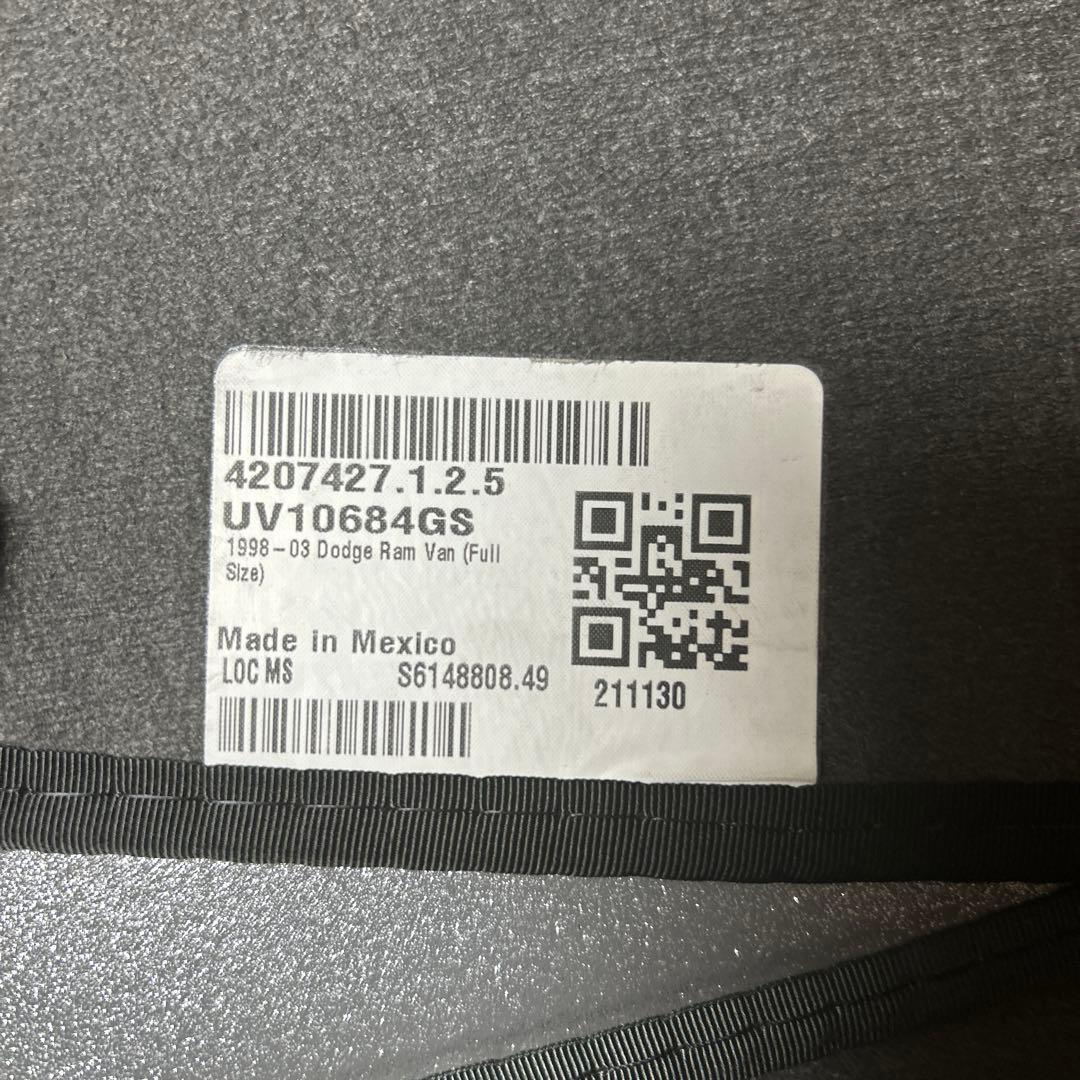 4207427.1.2.5
UV10684GS
1998-03 Dodge Ram Van (Full
Size)
Made in Mexico
LOC MS S6148808.49
211130